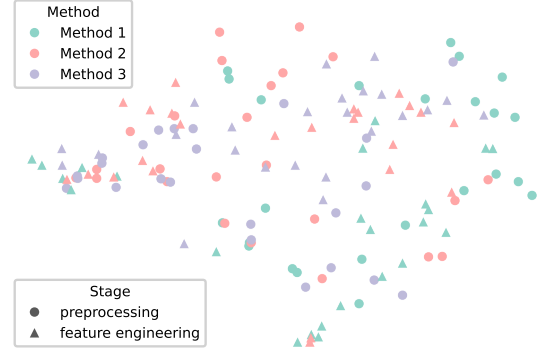 Method
Method 1
Method 2
Method 3
Stage
preprocessing
feature engineering